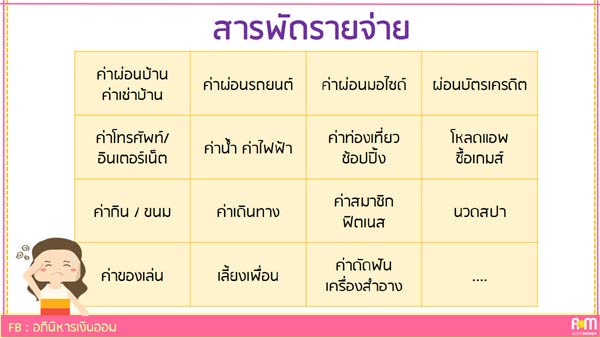 สารพัดรายจ่าย
ค่าผ่อนบ้าน
ค่าเช่าบ้าน
ค่าผ่อนรถยนต์
ค่าผ่อนมอไซด์
ผ่อนบัตรเครดิต
ค่าโทรศัพท์/
อินเตอร์เน็ต
ค่าน้ำ ค่าไฟฟ้า
ค่าท่องเที่ยว
ช้อปปิ้ง
โหลดแอพ
ซื้อเกมส์
ค่ากิน / ขนม
ค่าเดินทาง
ค่าสมาชิก
ฟิตเนส
นวดสปา
ค่าของเล่น
เลี้ยงเพื่อน
ค่าดัดฟัน
เครื่องสำอาง
....
FB : อภินิหารเงินออม